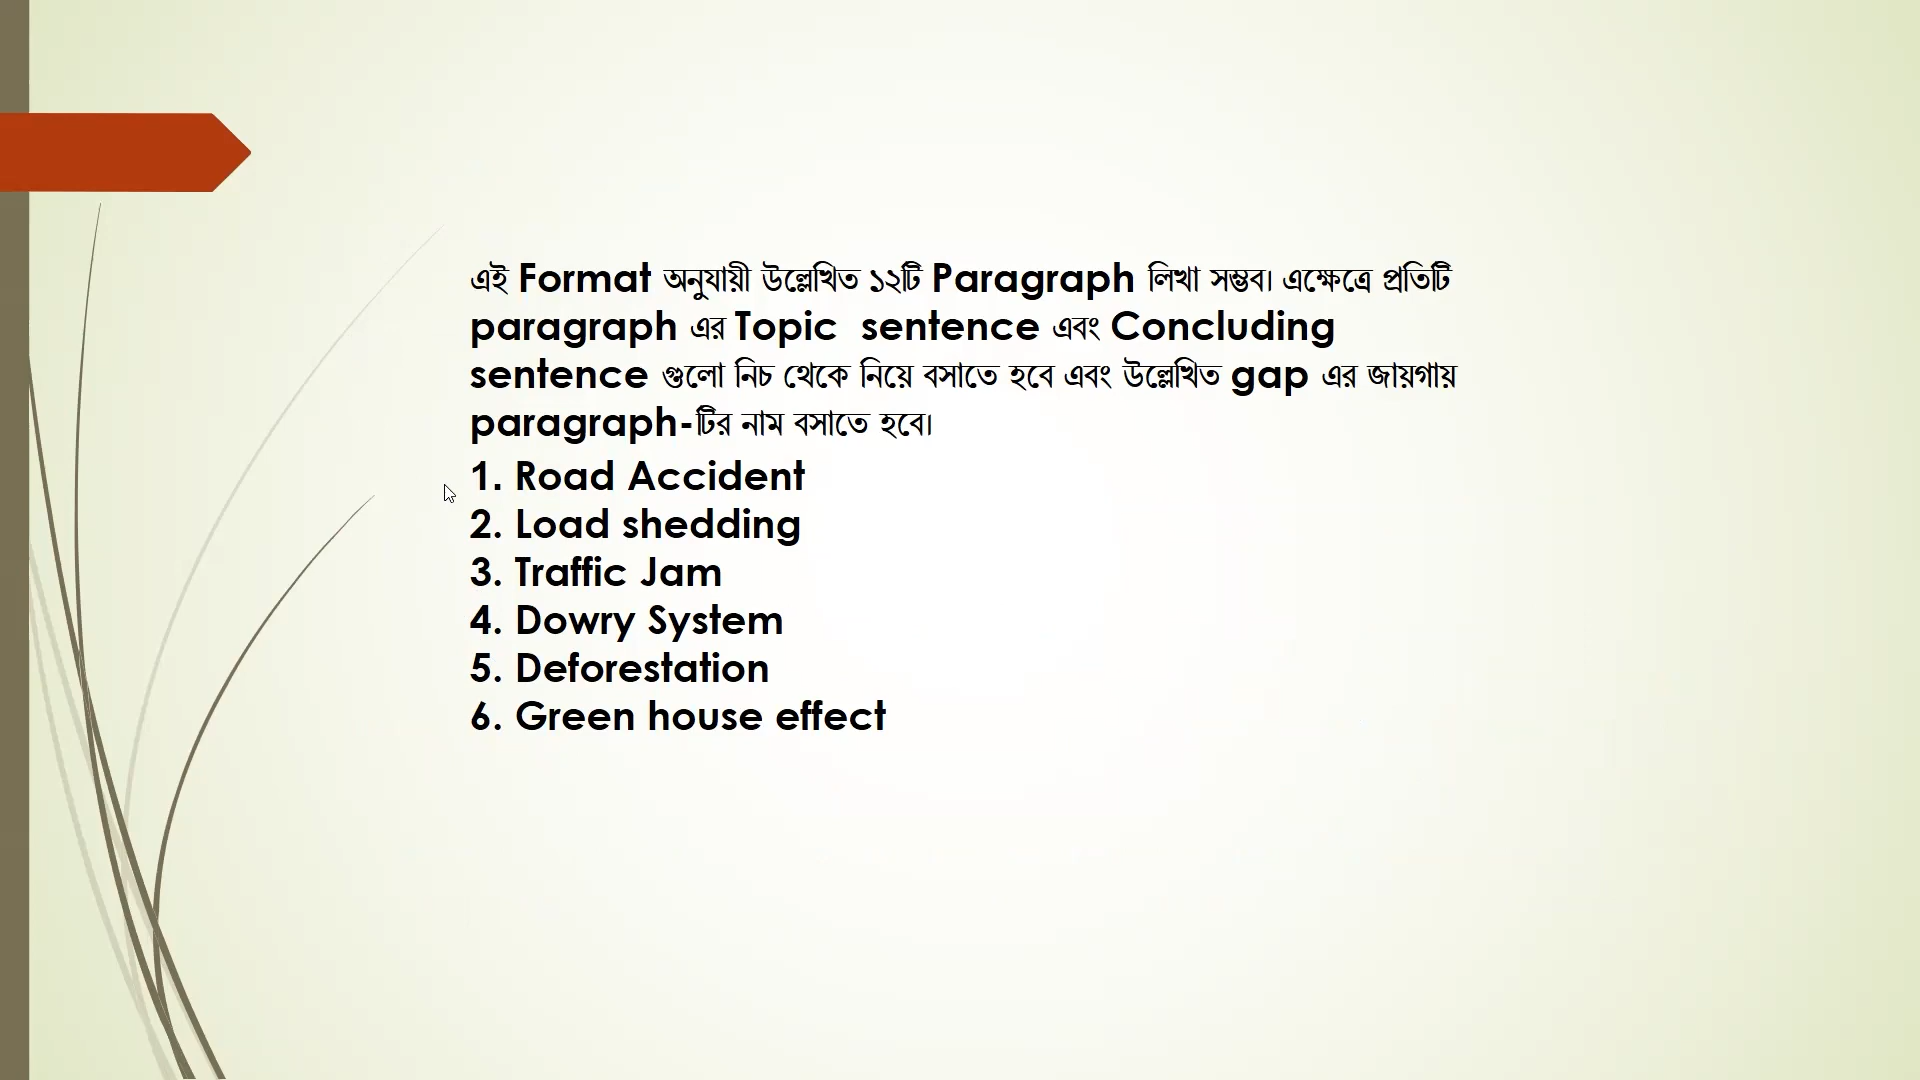 এই Format অনুযায়ী উল্লেখিত ১২টি Paragraph লিখা সম্ভব। এক্ষেত্রে প্রতিটি
paragraph এর Topic  sentence এবং Concluding
sentence গুলো নিচ থেকে নিয়ে বসাতে হবে এবং উল্লেখিত gap এর জায়গায়
paragraph-টির নাম বসাতে হবে।
1. Road Accident
2. Load shedding
3. Traffic Jam
4. Dowry System
5. Deforestation
6. Green house effect